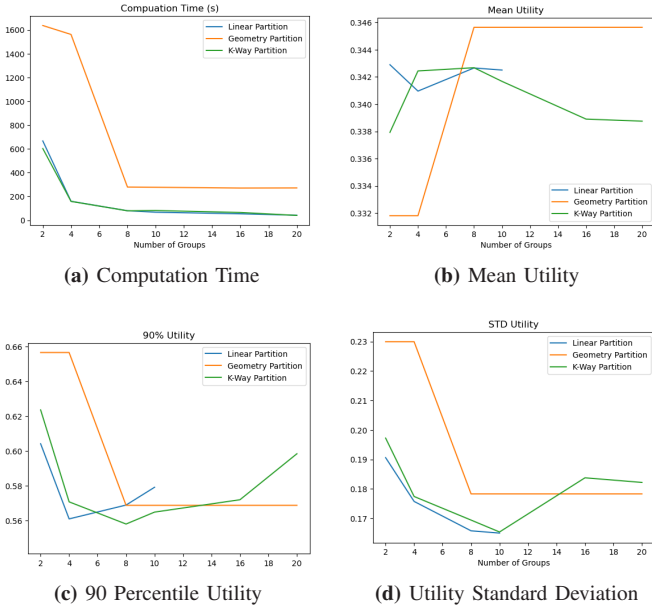 Compuation Time (s)
1600
1400
1200
1000
800
600
400
200
0
2 4 6 8 10 12 14 16 18 20
Number of Groups
Linear Partition
Geometry Partition
K-Way Partition
(a) Computation Time
Mean Utility
0.346
0.344
0.342
0.340
0.338
0.336
0.334
0.332
2 4 6 8 10 12 14 16 18 20
Number of Groups
Linear Partition
Geometry Partition
K-Way Partition
(b) Mean Utility
90% Utility
0.66
0.64
0.62
0.60
0.58
0.56
2 4 6 8 10 12 14 16 18 20
Linear Partition
Geometry Partition
K-Way Partition
(c) 90 Percentile Utility
STD Utility
0.23
0.22
0.21
0.20
0.19
0.18
0.17
2 4 6 8 10 12 14 16 18 20
Number of Groups
Linear Partition
Geometry Partition
K-Way Partition
(d) Utility Standard Deviation